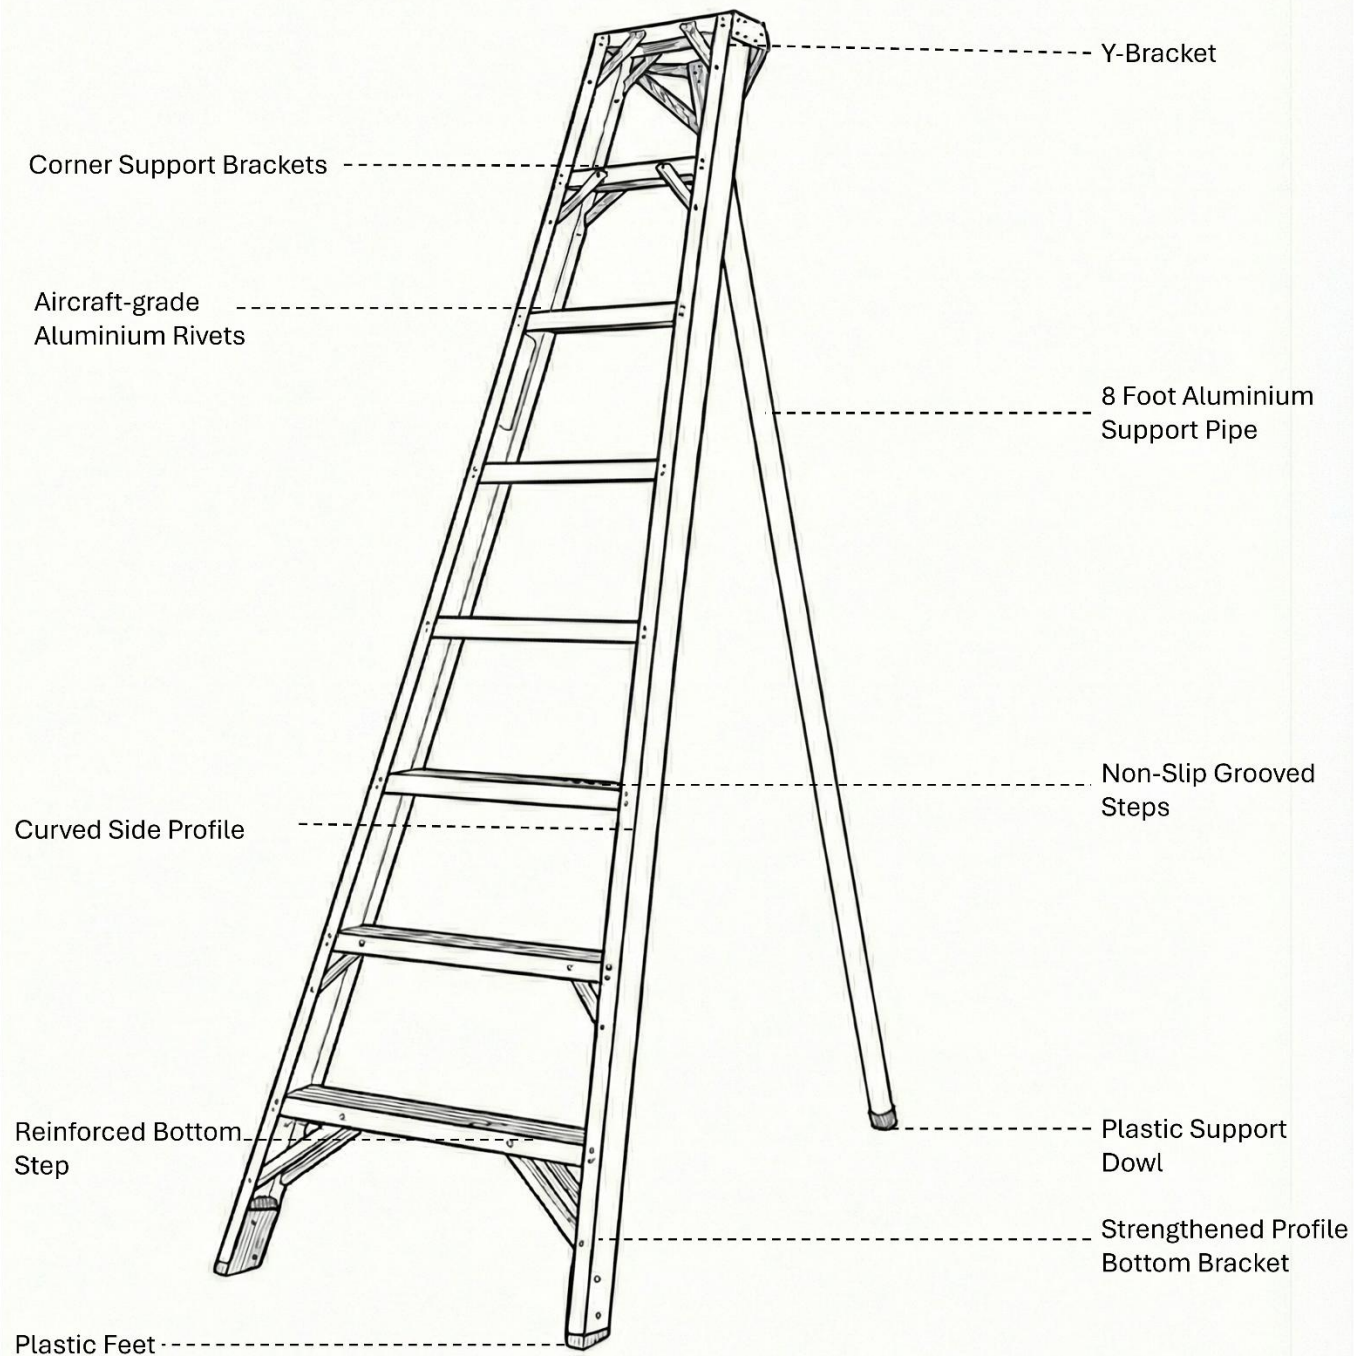 Y-Bracket
Corner Support Brackets
Aircraft-grade
Aluminium Rivets
8 Foot Aluminium
Support Pipe
Non-Slip Grooved
Steps
Curved Side Profile
Reinforced Bottom
Step
Plastic Support
Dowl
Strengthened Profile
Bottom Bracket
Plastic Feet